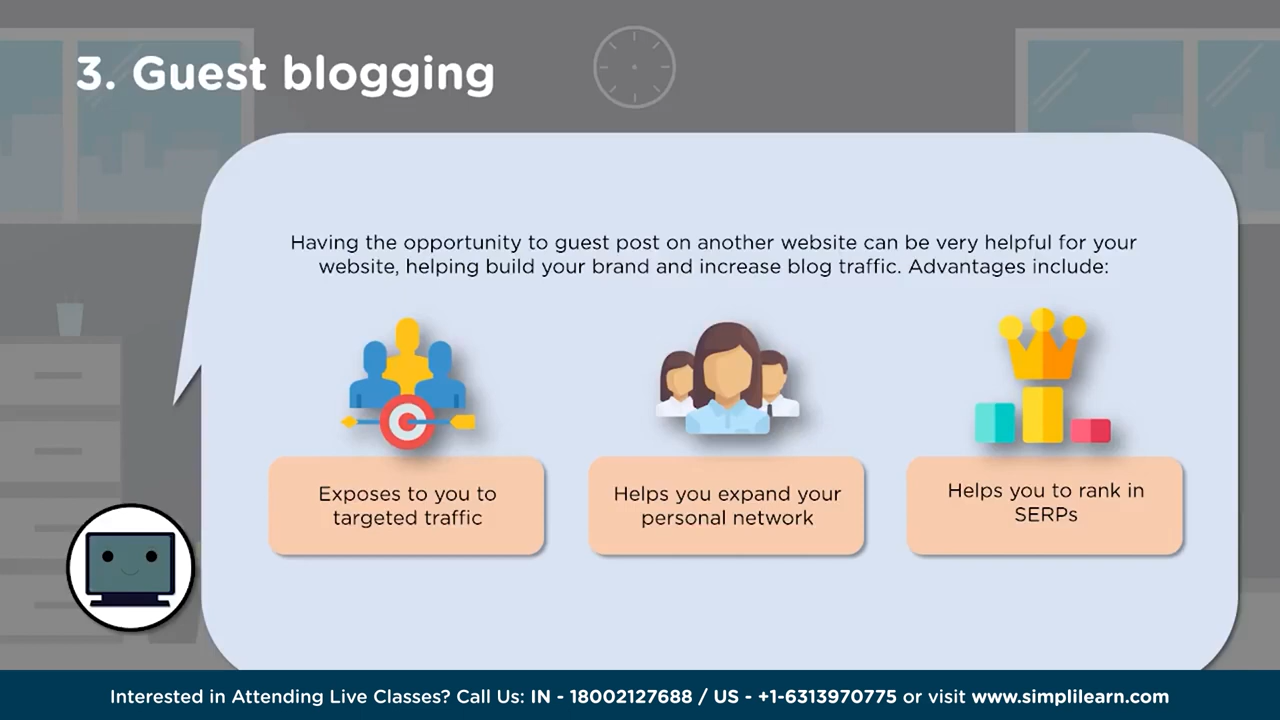 3. Guest blogging
Having the opportunity to guest post on another website can be very helpful for your
website, helping build your brand and increase blog traffic. Advantages include:
Exposes to you to
targeted traffic
Helps you expand your
personal network
Helps you to rank in
SERPs
Interested in Attending Live Classes? Call Us: IN - 18002127688 / US - +1-6313970775 or visit www.simplilearn.com